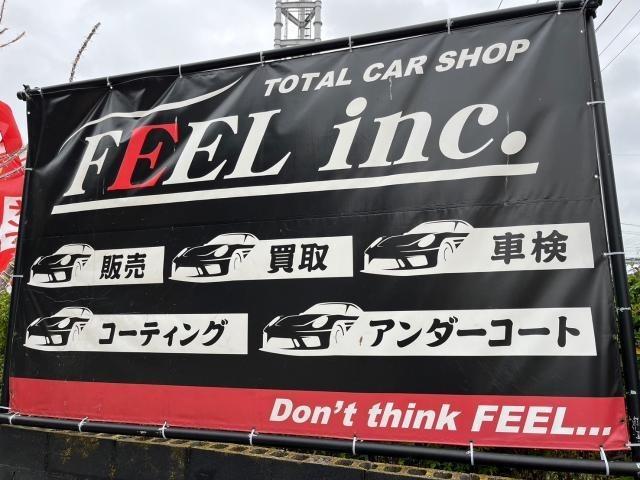 TOTAL CAR SHOP
FEEL inc.
販売
買取
車検
コーティング
アンダーコート
Don't think FEEL...